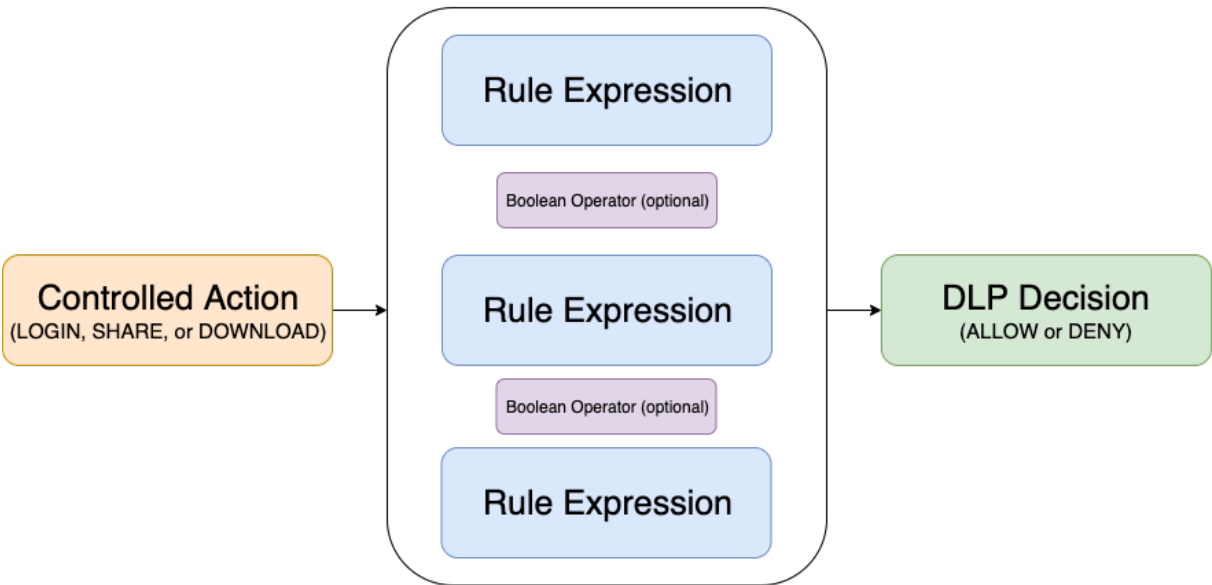 Rule Expression
Boolean Operator (optional)
Controlled Action
(LOGIN, SHARE, or DOWNLOAD)
Rule Expression
DLP Decision
(ALLOW or DENY)
Boolean Operator (optional)
Rule Expression